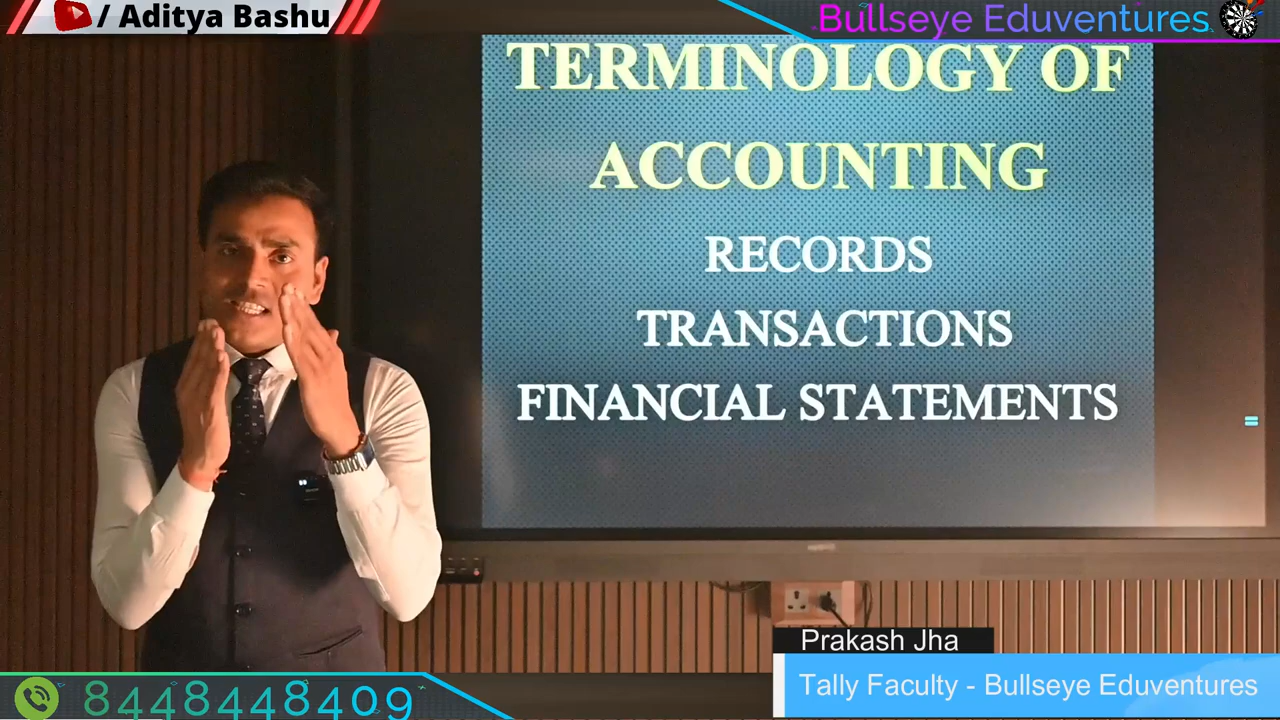 / Aditya Bashu
Bullseye Eduventures
TERMINOLOGY OF
ACCOUNTING
RECORDS
TRANSACTIONS
FINANCIAL STATEMENTS
Prakash Jha
Tally Faculty - Bullseye Eduventures
8448448409